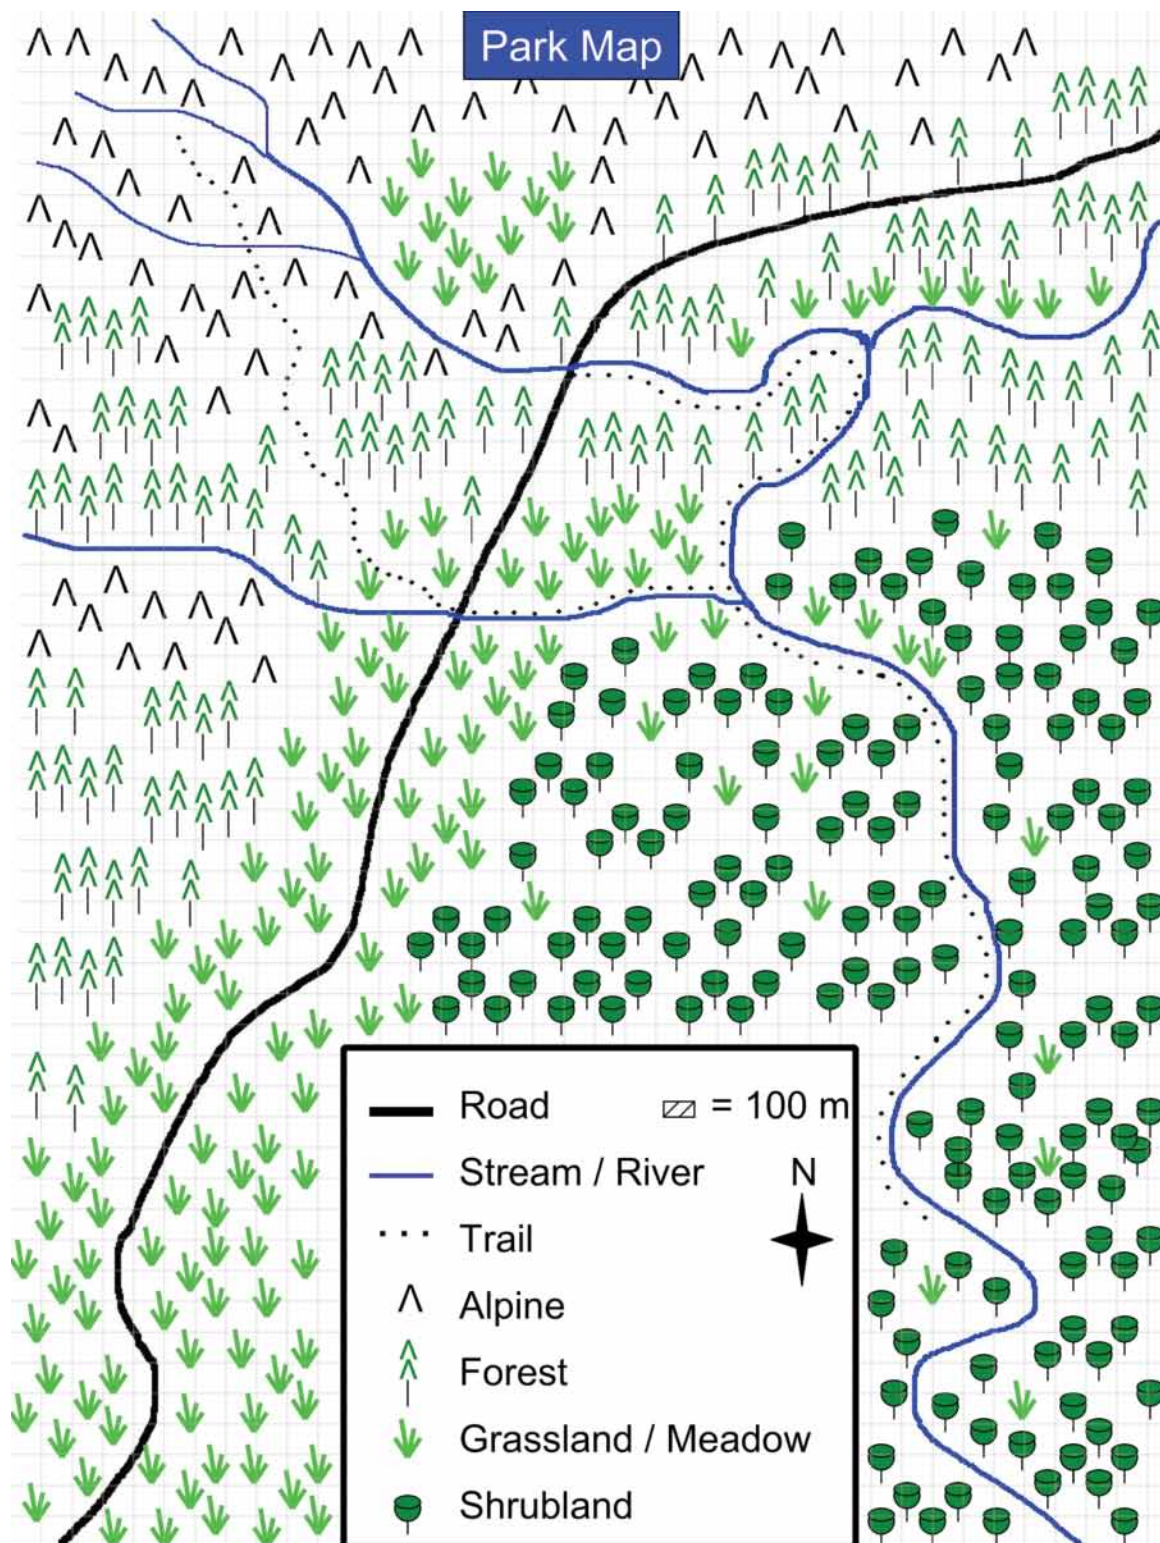 Park Map
Road = 100 m
Stream / River N
Trail
Alpine
Forest
Grassland / Meadow
Shrubland